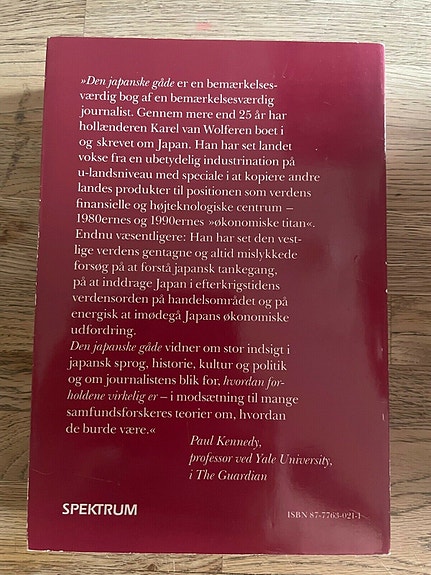 »Den japanske gåde er en bemærkelses-
værdig bog af en bemærkelsesværdig
journalist. Gennem mere end 25 år har
hollænderen Karel van Wolferen boet i
og skrevet om Japan. Han har set landet
vokse fra en ubetydelig industrination på
u-landsniveau med speciale i at kopiere andre
landes produkter til positionen som verdens
finansielle og højteknologiske centrum –
1980ernes og 1990ernes »økonomiske titan«.
Endnu væsentligere: Han har set den vest-
lige verdens gentagne og altid mislykkede
forsøg på at forstå japansk tankegang,
på at inddrage Japan i efterkrigstidens
verdensorden på handelsområdet og på
energisk at imødegå Japans økonomiske
udfordring.
Den japanske gåde vidner om stor indsigt i
japansk sprog, historie, kultur og politik
og om journalistens blik for, hvordan for-
holdene virkelig er – i modsætning til mange
samfundsforskeres teorier om, hvordan
de burde være.«
Paul Kennedy,
professor ved Yale University,
i The Guardian
SPEKTRUM
ISBN 87-7763-021-1